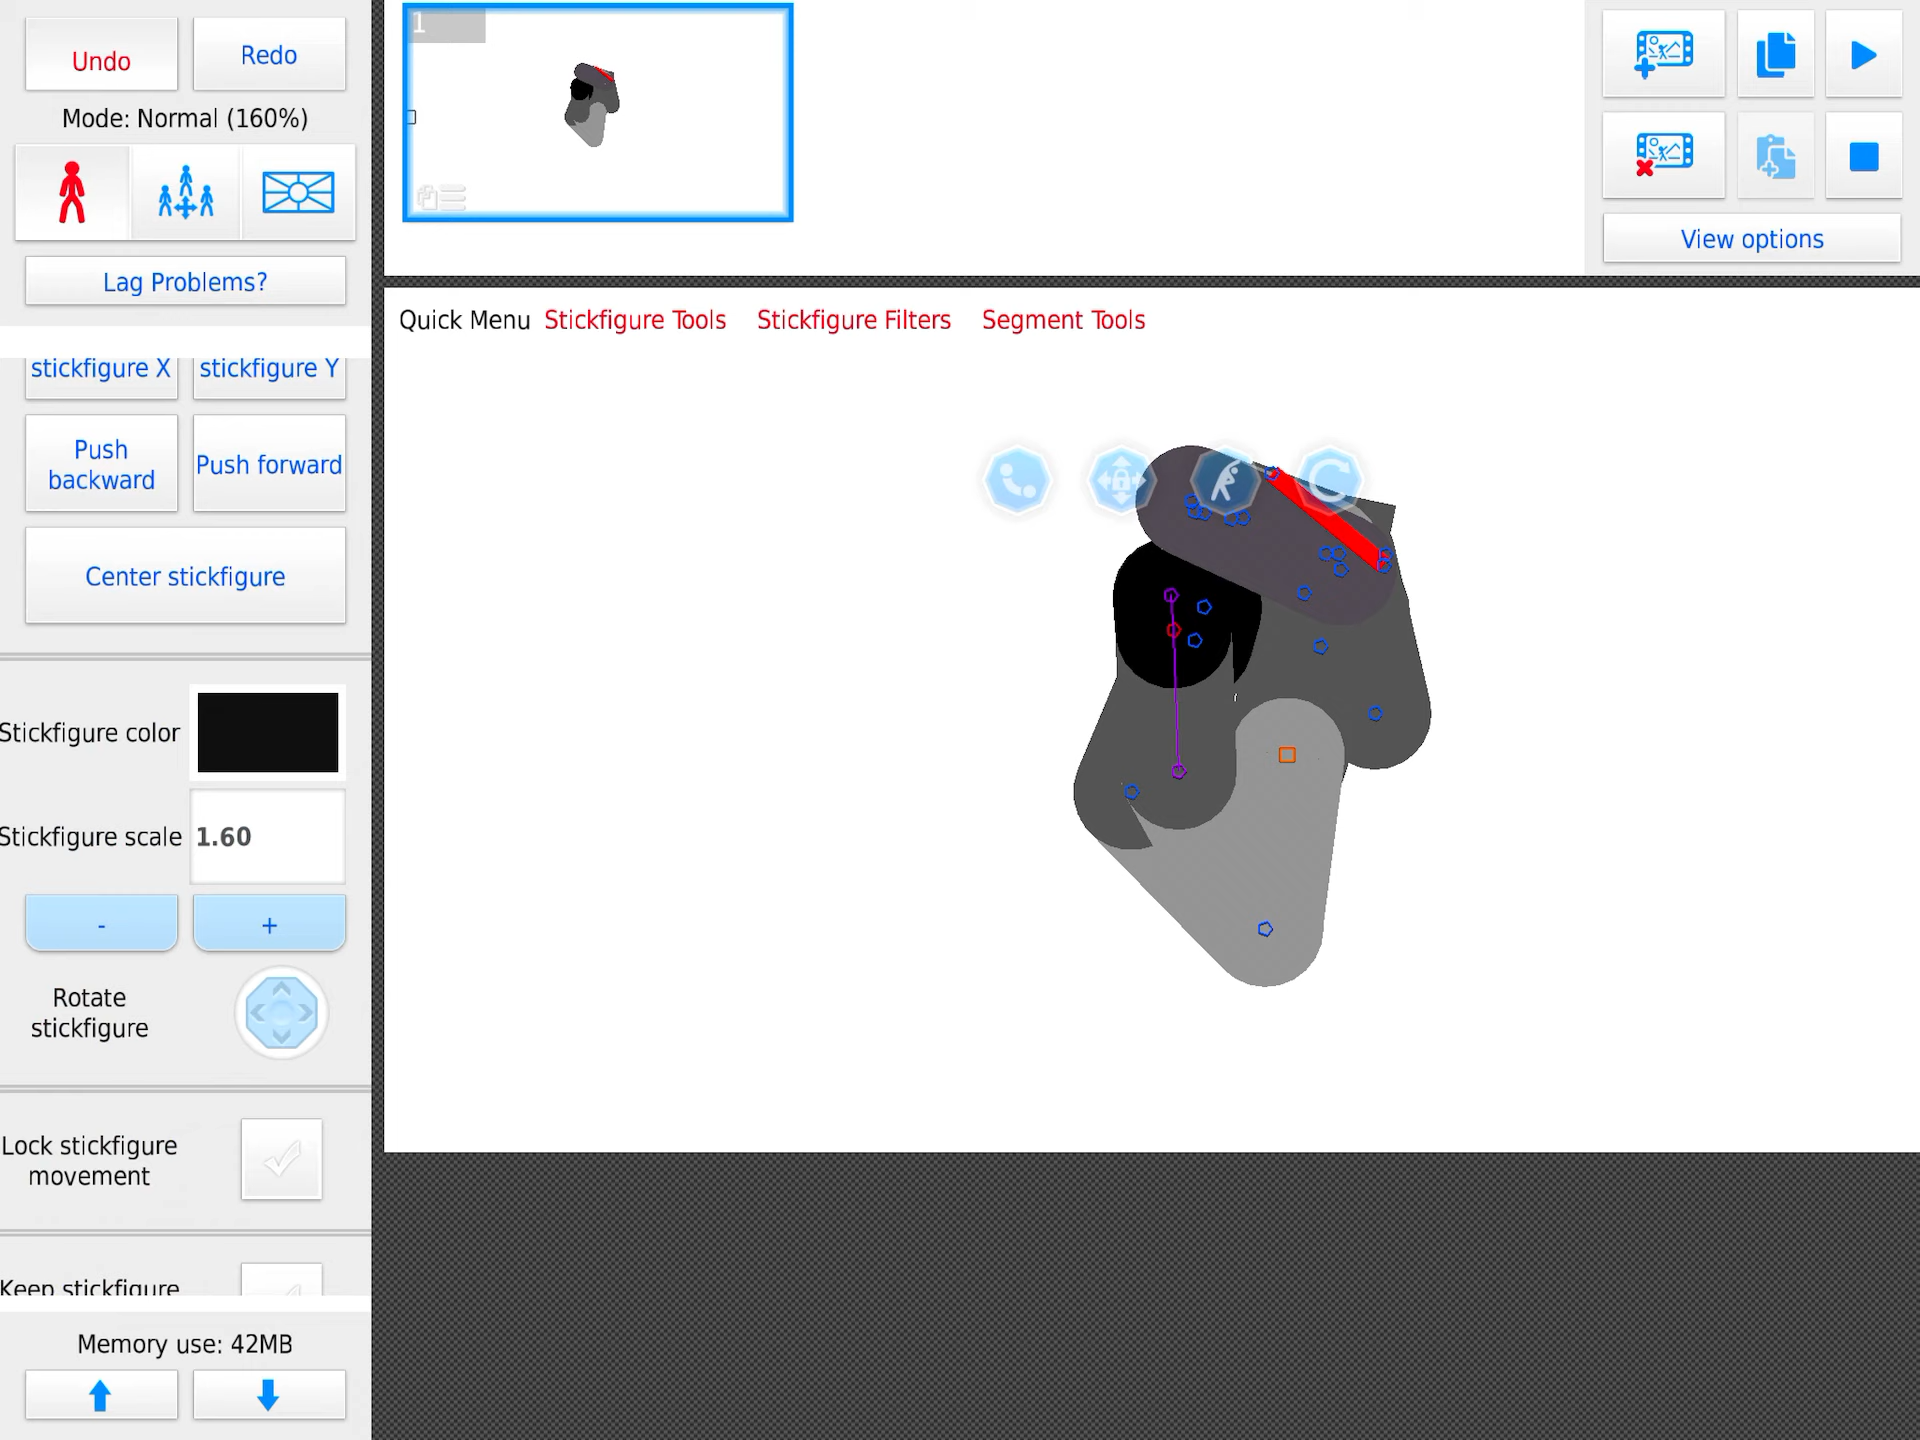 Undo
Redo
Mode: Normal (160%)
Lag Problems?
stickfigure X
stickfigure Y
Push
backward
Push forward
Center stickfigure
Stickfigure color
Stickfigure scale
1.60
-
+
Rotate
stickfigure
Lock stickfigure
movement
Keep stickfigure
Memory use: 42MB
1
View options
Quick Menu Stickfigure Tools Stickfigure Filters Segment Tools